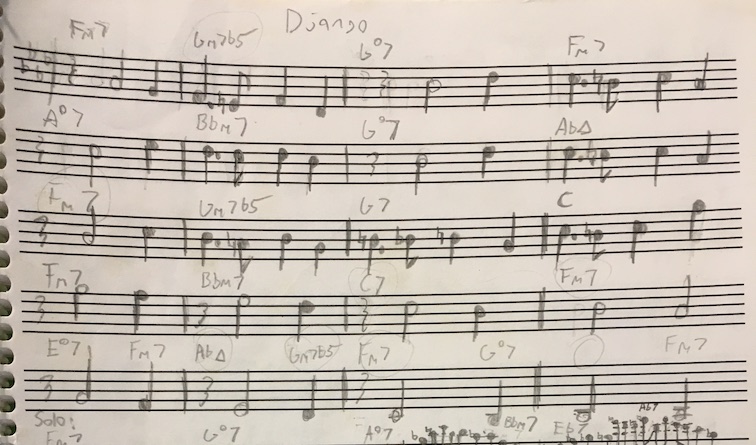 Django
Fm7 Gm7b5 G°7 Fm7
A°7 Bbm7 G°7 Ab∆
Fm7 Gm7b5 G7 C
Fm7 Bbm7 C7 Fm7
E°7 Fm7 Ab∆ Gm7b5 Fm7 G°7 Fm7
Solo:
Fm7 G°7 A°7 Bbm7 Eb7 Ab7